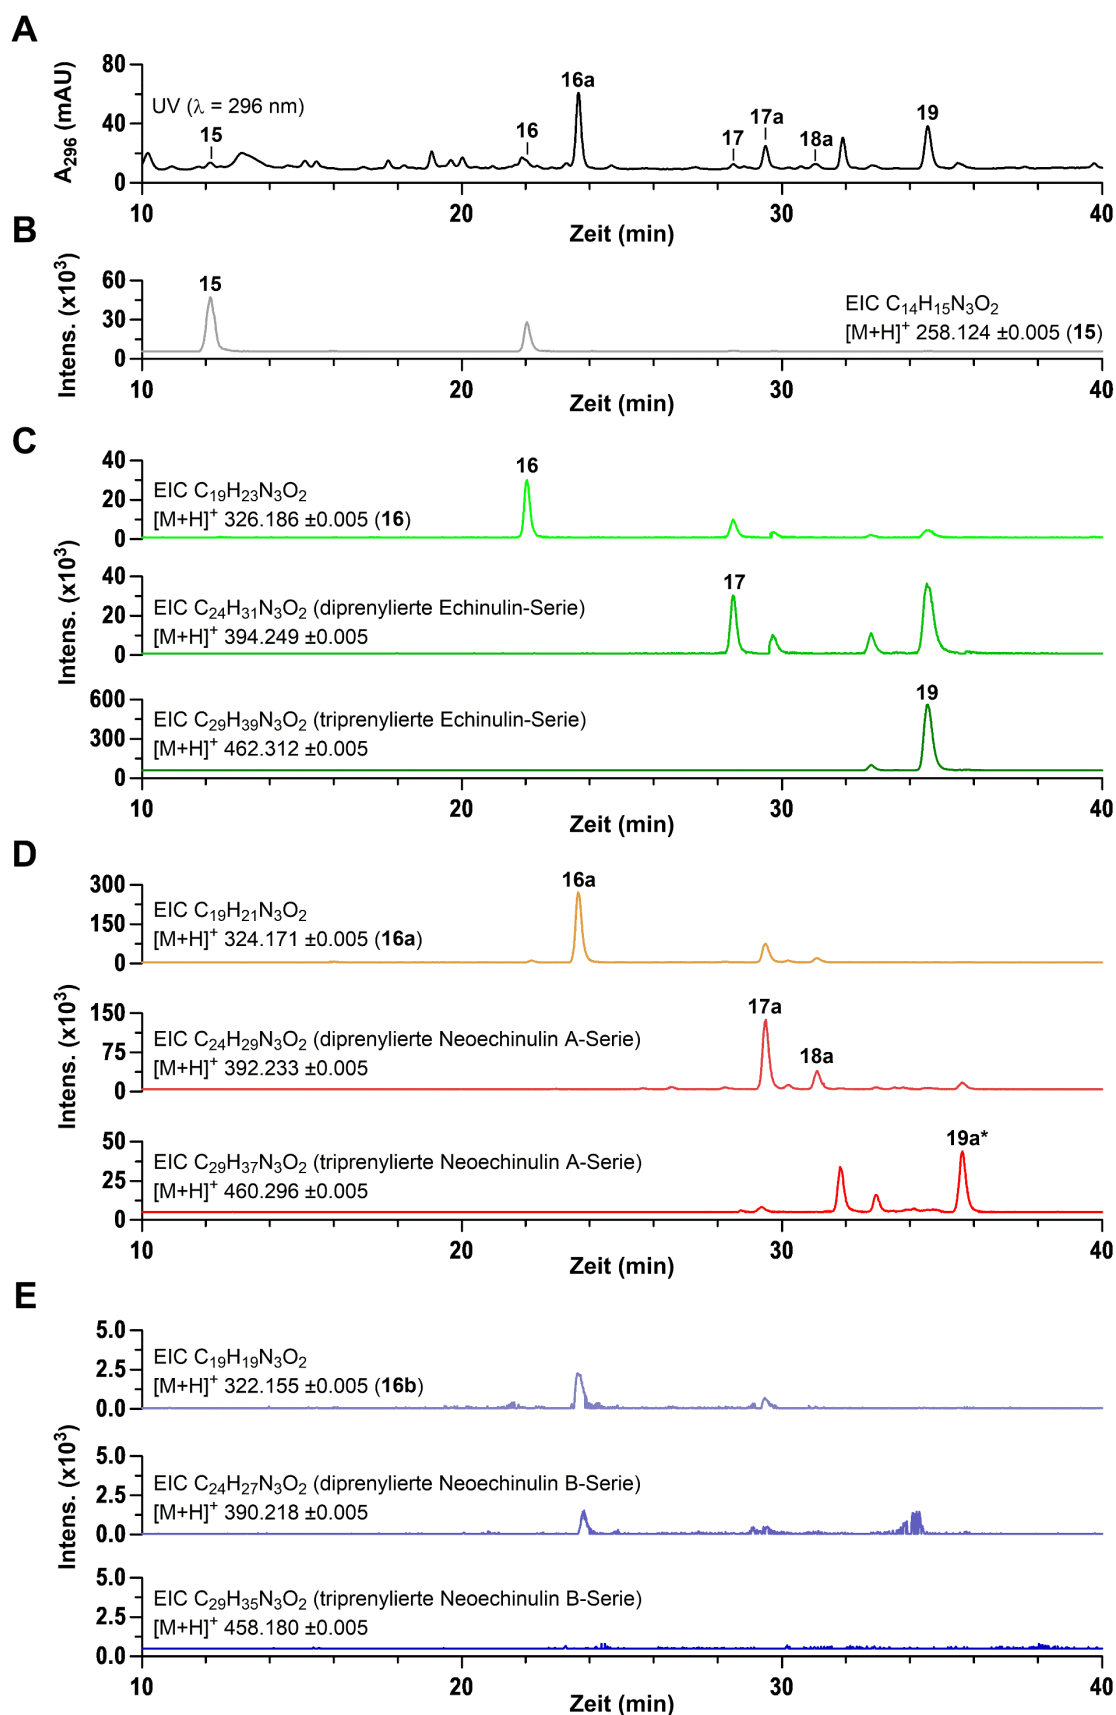 A
A₂₉₆ (mAU)
80
40
0
UV (λ = 296 nm)
15
16
16a
17
17a
18a
19
10
20
30
40
Zeit (min)
B
Intens. (x10³)
60
30
0
15
EIC C₁₄H₁₅N₃O₂
[M+H]⁺ 258.124 ±0.005 (15)
10
20
30
40
Zeit (min)
C
Intens. (x10³)
40
20
0
16
EIC C₁₉H₂₃N₃O₂
[M+H]⁺ 326.186 ±0.005 (16)
40
20
0
17
EIC C₂₄H₃₁N₃O₂ (diprenylierte Echinulin-Serie)
[M+H]⁺ 394.249 ±0.005
600
300
0
19
EIC C₂₉H₃₉N₃O₂ (triprenylierte Echinulin-Serie)
[M+H]⁺ 462.312 ±0.005
10
20
30
40
Zeit (min)
D
Intens. (x10³)
300
150
0
16a
EIC C₁₉H₂₁N₃O₂
[M+H]⁺ 324.171 ±0.005 (16a)
150
75
0
17a
18a
EIC C₂₄H₂₉N₃O₂ (diprenylierte Neoechinulin A-Serie)
[M+H]⁺ 392.233 ±0.005
50
25
0
19a*
EIC C₂₉H₃₇N₃O₂ (triprenylierte Neoechinulin A-Serie)
[M+H]⁺ 460.296 ±0.005
10
20
30
40
Zeit (min)
E
Intens. (x10³)
5.0
2.5
0.0
EIC C₁₉H₁₉N₃O₂
[M+H]⁺ 322.155 ±0.005 (16b)
5.0
2.5
0.0
EIC C₂₄H₂₇N₃O₂ (diprenylierte Neoechinulin B-Serie)
[M+H]⁺ 390.218 ±0.005
5.0
2.5
0.0
EIC C₂₉H₃₅N₃O₂ (triprenylierte Neoechinulin B-Serie)
[M+H]⁺ 458.180 ±0.005
10
20
30
40
Zeit (min)